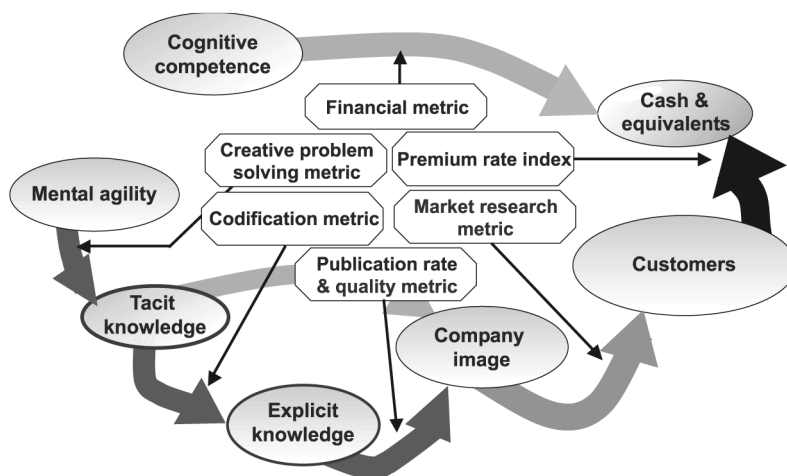 Cognitive
competence
Financial metric
Cash &
equivalents
Creative problem
solving metric
Premium rate index
Mental agility
Codification metric
Market research
metric
Customers
Publication rate
& quality metric
Tacit
knowledge
Company
image
Explicit
knowledge